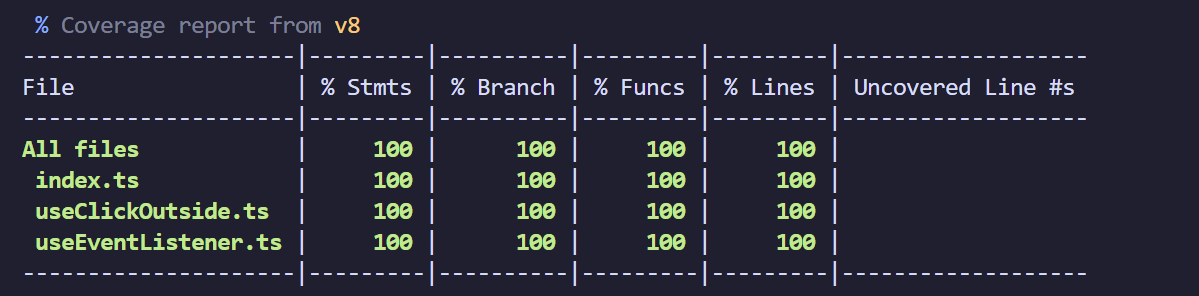 % Coverage report from v8
---------------------|---------|----------|---------|---------|-------------------
File                 | % Stmts | % Branch | % Funcs | % Lines | Uncovered Line #s
---------------------|---------|----------|---------|---------|-------------------
All files            |     100 |      100 |     100 |     100 |
 index.ts            |     100 |      100 |     100 |     100 |
 useClickOutside.ts  |     100 |      100 |     100 |     100 |
 useEventListener.ts |     100 |      100 |     100 |     100 |
---------------------|---------|----------|---------|---------|-------------------